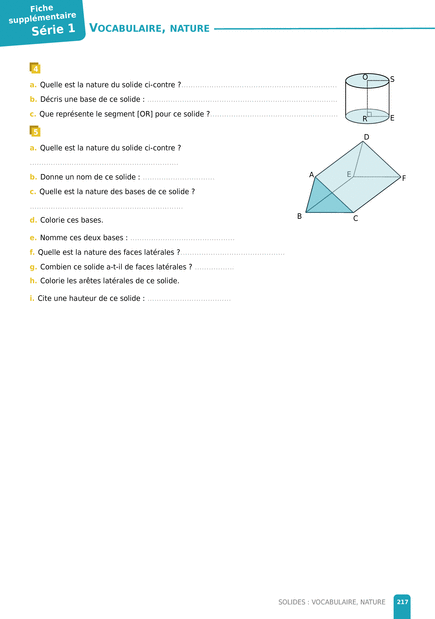 Fiche
supplémentaire
Série 1
VOCABULAIRE, NATURE
4
a. Quelle est la nature du solide ci-contre ?
b. Décris une base de ce solide :
c. Que représente le segment [OR] pour ce solide ?
O
S
R
E
5
a. Quelle est la nature du solide ci-contre ?
b. Donne un nom de ce solide :
c. Quelle est la nature des bases de ce solide ?
d. Colorie ces bases.
e. Nomme ces deux bases :
f. Quelle est la nature des faces latérales ?
g. Combien ce solide a-t-il de faces latérales ?
h. Colorie les arêtes latérales de ce solide.
i. Cite une hauteur de ce solide :
D
A
E
F
B
C
SOLIDES : VOCABULAIRE, NATURE 217